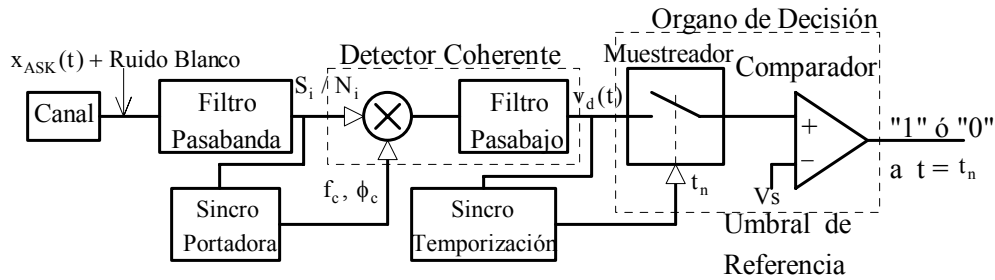 Organo de Decisión
x_ASK(t) + Ruido Blanco
Detector Coherente
Muestreador
Comparador
S_i / N_i
v_d(t)
Canal
Filtro
Pasabanda
Filtro
Pasabajo
+
−
"1" ó "0"
a t = t_n
f_c , ϕ_c
t_n
Vs
Sincro
Portadora
Sincro
Temporización
Umbral de
Referencia